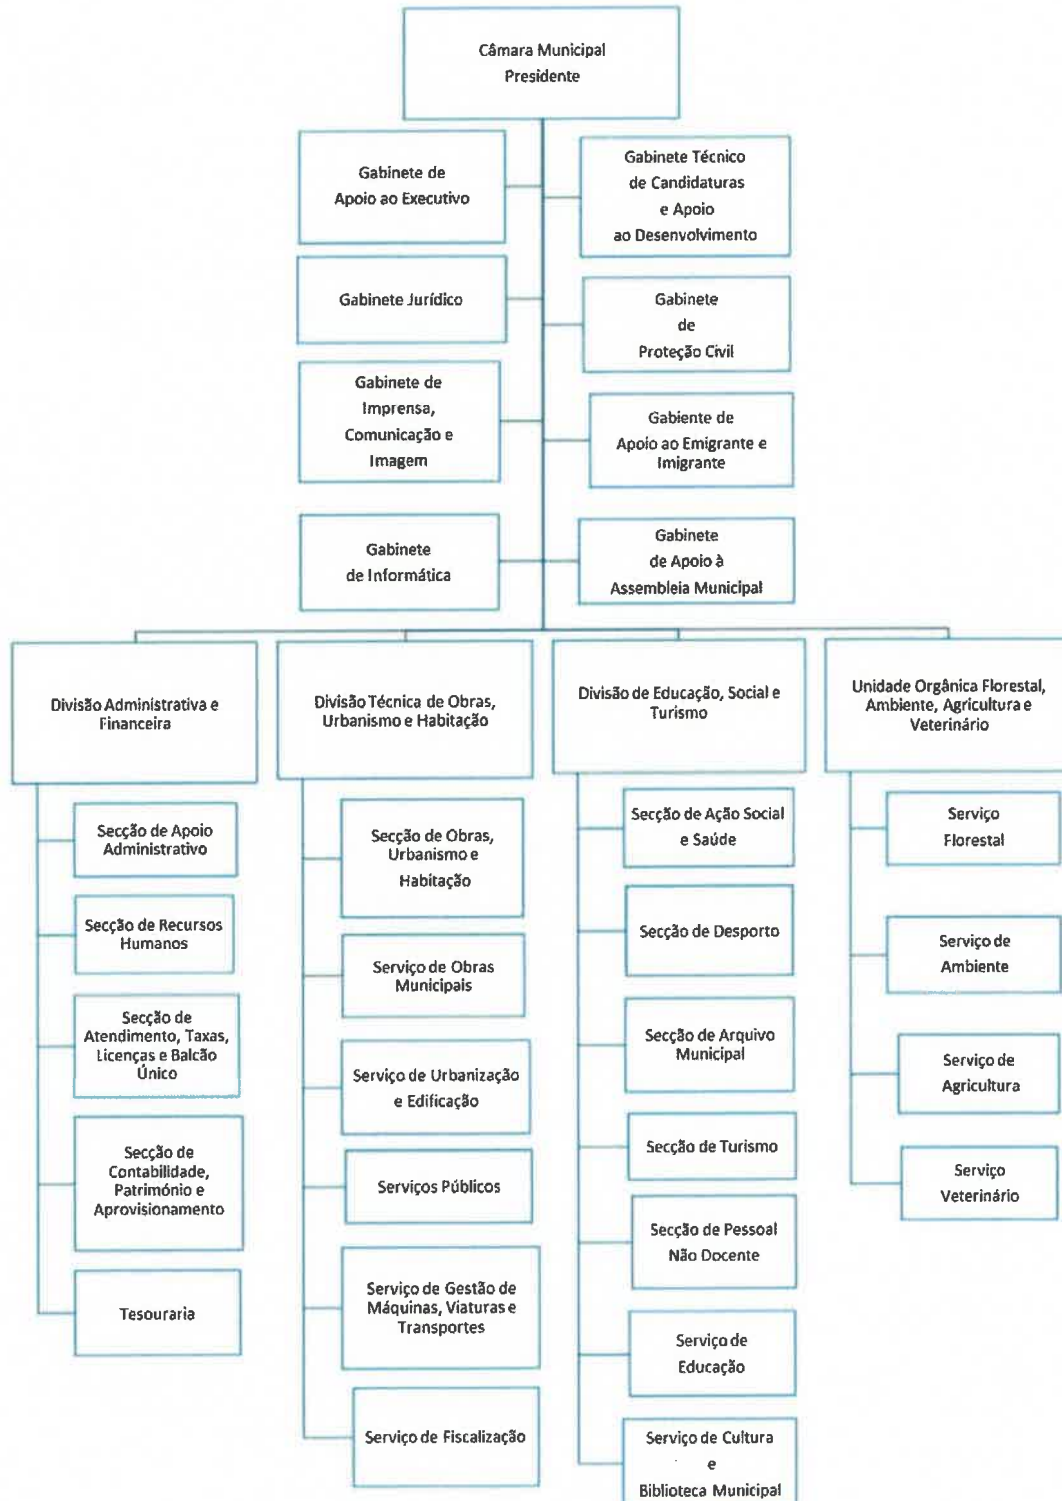 Câmara Municipal
Presidente
Gabinete de
Apoio ao Executivo
Gabinete Técnico
de Candidaturas
e Apoio
ao Desenvolvimento
Gabinete Jurídico
Gabinete
de
Proteção Civil
Gabinete de
Imprensa,
Comunicação e
Imagem
Gabiente de
Apoio ao Emigrante e
Imigrante
Gabinete
de Informática
Gabinete
de Apoio à
Assembleia Municipal
Divisão Administrativa e
Financeira
Secção de Apoio
Administrativo
Secção de Recursos
Humanos
Secção de
Atendimento, Taxas,
Licenças e Balcão
Único
Secção de
Contabilidade,
Património e
Aprovisionamento
Tesouraria
Divisão Técnica de Obras,
Urbanismo e Habitação
Secção de Obras,
Urbanismo e
Habitação
Serviço de Obras
Municipais
Serviço de Urbanização
e Edificação
Serviços Públicos
Serviço de Gestão de
Máquinas, Viaturas e
Transportes
Serviço de Fiscalização
Divisão de Educação, Social e
Turismo
Secção de Ação Social
e Saúde
Secção de Desporto
Secção de Arquivo
Municipal
Secção de Turismo
Secção de Pessoal
Não Docente
Serviço de
Educação
Serviço de Cultura
e
Biblioteca Municipal
Unidade Orgânica Florestal,
Ambiente, Agricultura e
Veterinário
Serviço
Florestal
Serviço de
Ambiente
Serviço de
Agricultura
Serviço
Veterinário